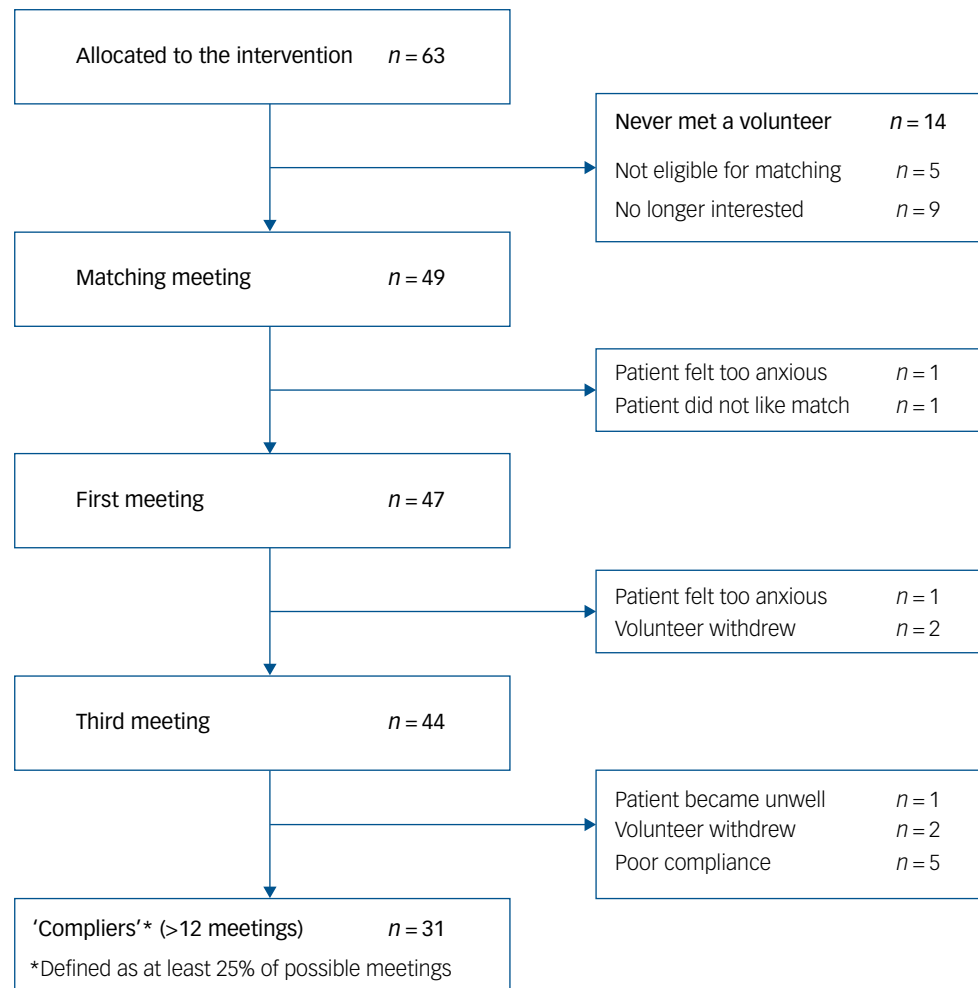 Allocated to the intervention n = 63
Never met a volunteer n = 14
Not eligible for matching n = 5
No longer interested n = 9
Matching meeting n = 49
Patient felt too anxious n = 1
Patient did not like match n = 1
First meeting n = 47
Patient felt too anxious n = 1
Volunteer withdrew n = 2
Third meeting n = 44
Patient became unwell n = 1
Volunteer withdrew n = 2
Poor compliance n = 5
‘Compliers’* (>12 meetings) n = 31
*Defined as at least 25% of possible meetings